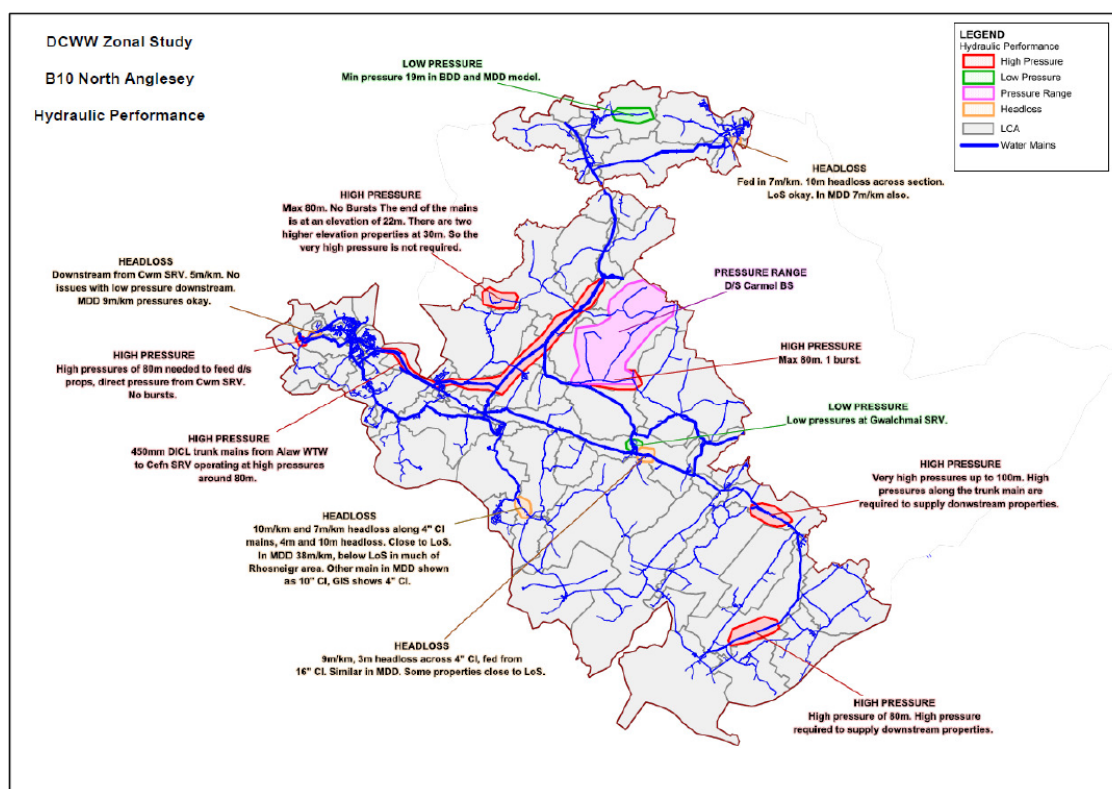 DCWW Zonal Study
B10 North Anglesey
Hydraulic Performance
LEGEND
Hydraulic Performance
High Pressure
Low Pressure
Pressure Range
Headloss
LCA
Water Mains
LOW PRESSURE
Min pressure 19m in BDD and MDD model.
HEADLOSS
Fed in 7m/km. 10m headloss across section.
LoS okay. In MDD 7m/km also.
HIGH PRESSURE
Max 80m. No Bursts The end of the mains
is at an elevation of 22m. There are two
higher elevation properties at 30m. So the
very high pressure is not required.
HEADLOSS
Downstream from Cwm SRV. 5m/km. No
issues with low pressure downstream.
MDD 9m/km pressures okay.
PRESSURE RANGE
D/S Carmel BS
HIGH PRESSURE
Max 80m. 1 burst.
HIGH PRESSURE
High pressures of 80m needed to feed d/s
props, direct pressure from Cwm SRV.
No bursts.
LOW PRESSURE
Low pressures at Gwalchmai SRV.
HIGH PRESSURE
450mm DICL trunk mains from Alaw WTW
to Cefn SRV operating at high pressures
around 80m.
HIGH PRESSURE
Very high pressures up to 100m. High
pressures along the trunk main are
required to supply donwstream properties.
HEADLOSS
10m/km and 7m/km headloss along 4" CI
mains, 4m and 10m headloss. Close to LoS.
In MDD 38m/km, below LoS in much of
Rhosneigr area. Other main in MDD shown
as 10" CI, GIS shows 4" CI.
HEADLOSS
9m/km, 3m headloss across 4" CI, fed from
16" CI. Similar in MDD. Some properties close to LoS.
HIGH PRESSURE
High pressure of 80m. High pressure
required to supply downstream properties.